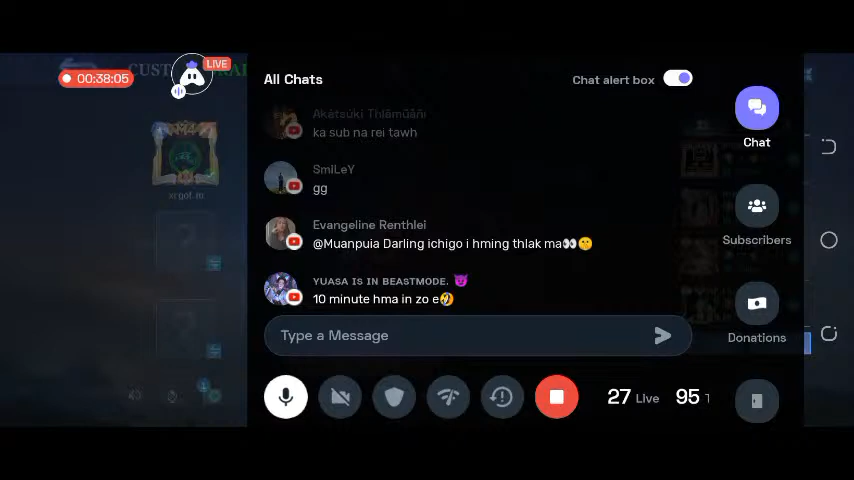 LIVE
00:38:05
CUST
All Chats
Chat alert box
ka sub na rei tawh
Chat
SmiLeY
gg
xrgof.m
Evangeline Renthlei
@Muanpuia Darling ichigo i hming thlak ma👀🤫
Subscribers
YUASA IS IN BEASTMODE. 😈
10 minute hma in zo e🤣
Type a Message
Donations
27 Live
95